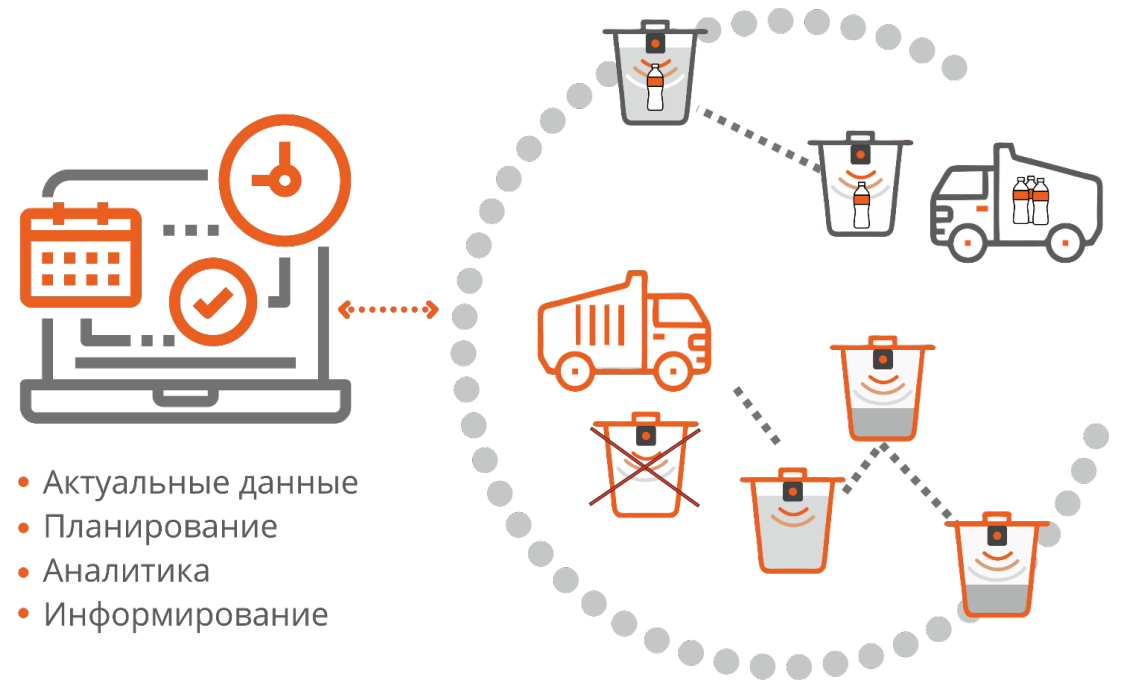 Актуальные данные
Планирование
Аналитика
Информирование